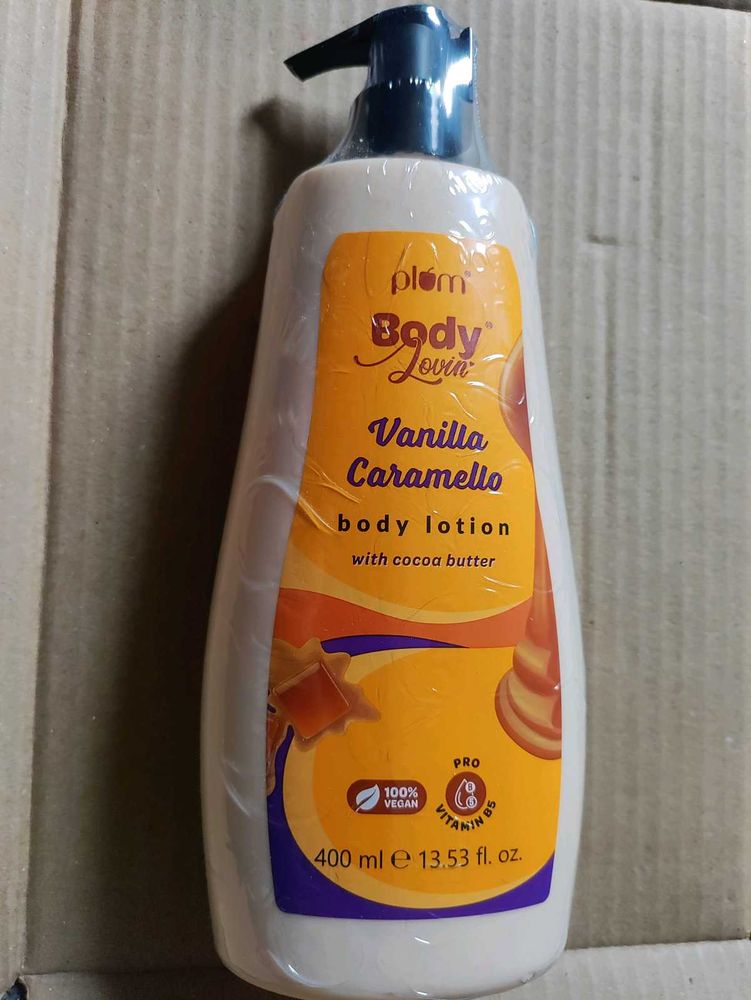 plum®
Body®
Lovin'
Vanilla
Caramello
body lotion
with cocoa butter
100%
VEGAN
PRO
B
5
VITAMIN B5
400 ml ℮ 13.53 fl. oz.